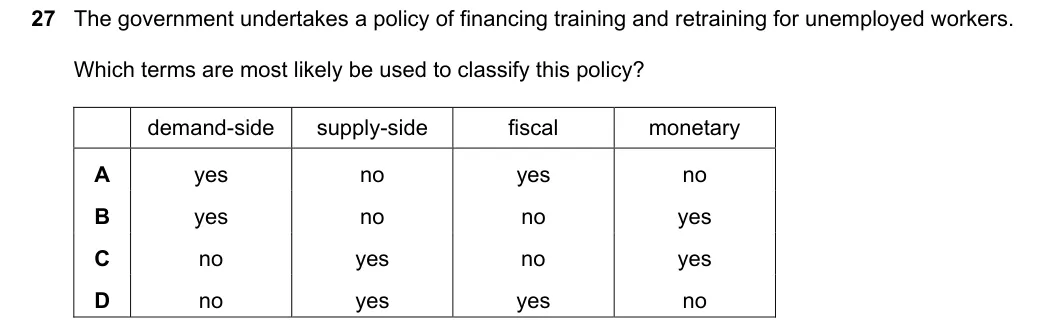 27 The government undertakes a policy of financing training and retraining for unemployed workers.
Which terms are most likely be used to classify this policy?
demand-side supply-side fiscal monetary
A yes no yes no
B yes no no yes
C no yes no yes
D no yes yes no